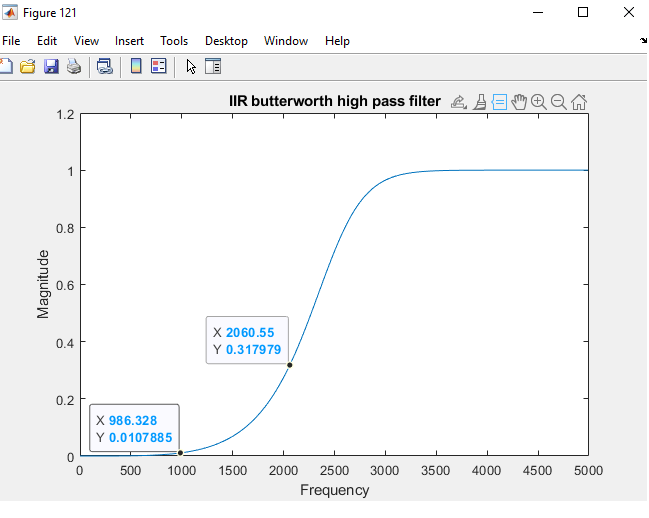 Figure 121
File Edit View Insert Tools Desktop Window Help
IIR butterworth high pass filter
1.2
1
0.8
0.6
0.4
0.2
0
Magnitude
X 2060.55
Y 0.317979
X 986.328
Y 0.0107885
0 500 1000 1500 2000 2500 3000 3500 4000 4500 5000
Frequency